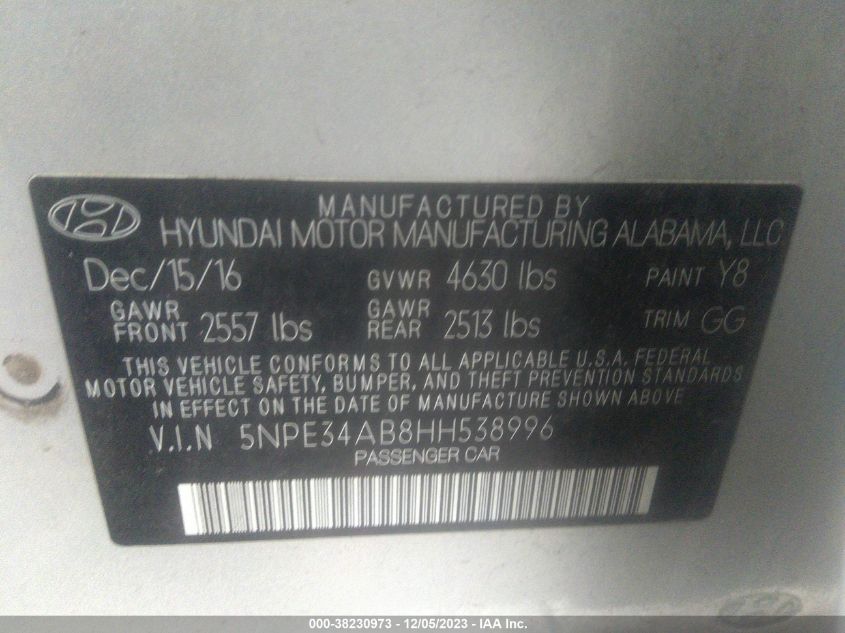 MANUFACTURED BY
HYUNDAI MOTOR MANUFACTURING ALABAMA, LLC
Dec/15/16 GVWR 4630 lbs PAINT Y8
GAWR FRONT 2557 lbs GAWR REAR 2513 lbs TRIM GG
THIS VEHICLE CONFORMS TO ALL APPLICABLE U.S.A. FEDERAL
MOTOR VEHICLE SAFETY, BUMPER, AND THEFT PREVENTION STANDARDS
IN EFFECT ON THE DATE OF MANUFACTURE SHOWN ABOVE
V.I.N 5NPE34AB8HH538996
PASSENGER CAR
000-38230973 - 12/05/2023 - IAA Inc.